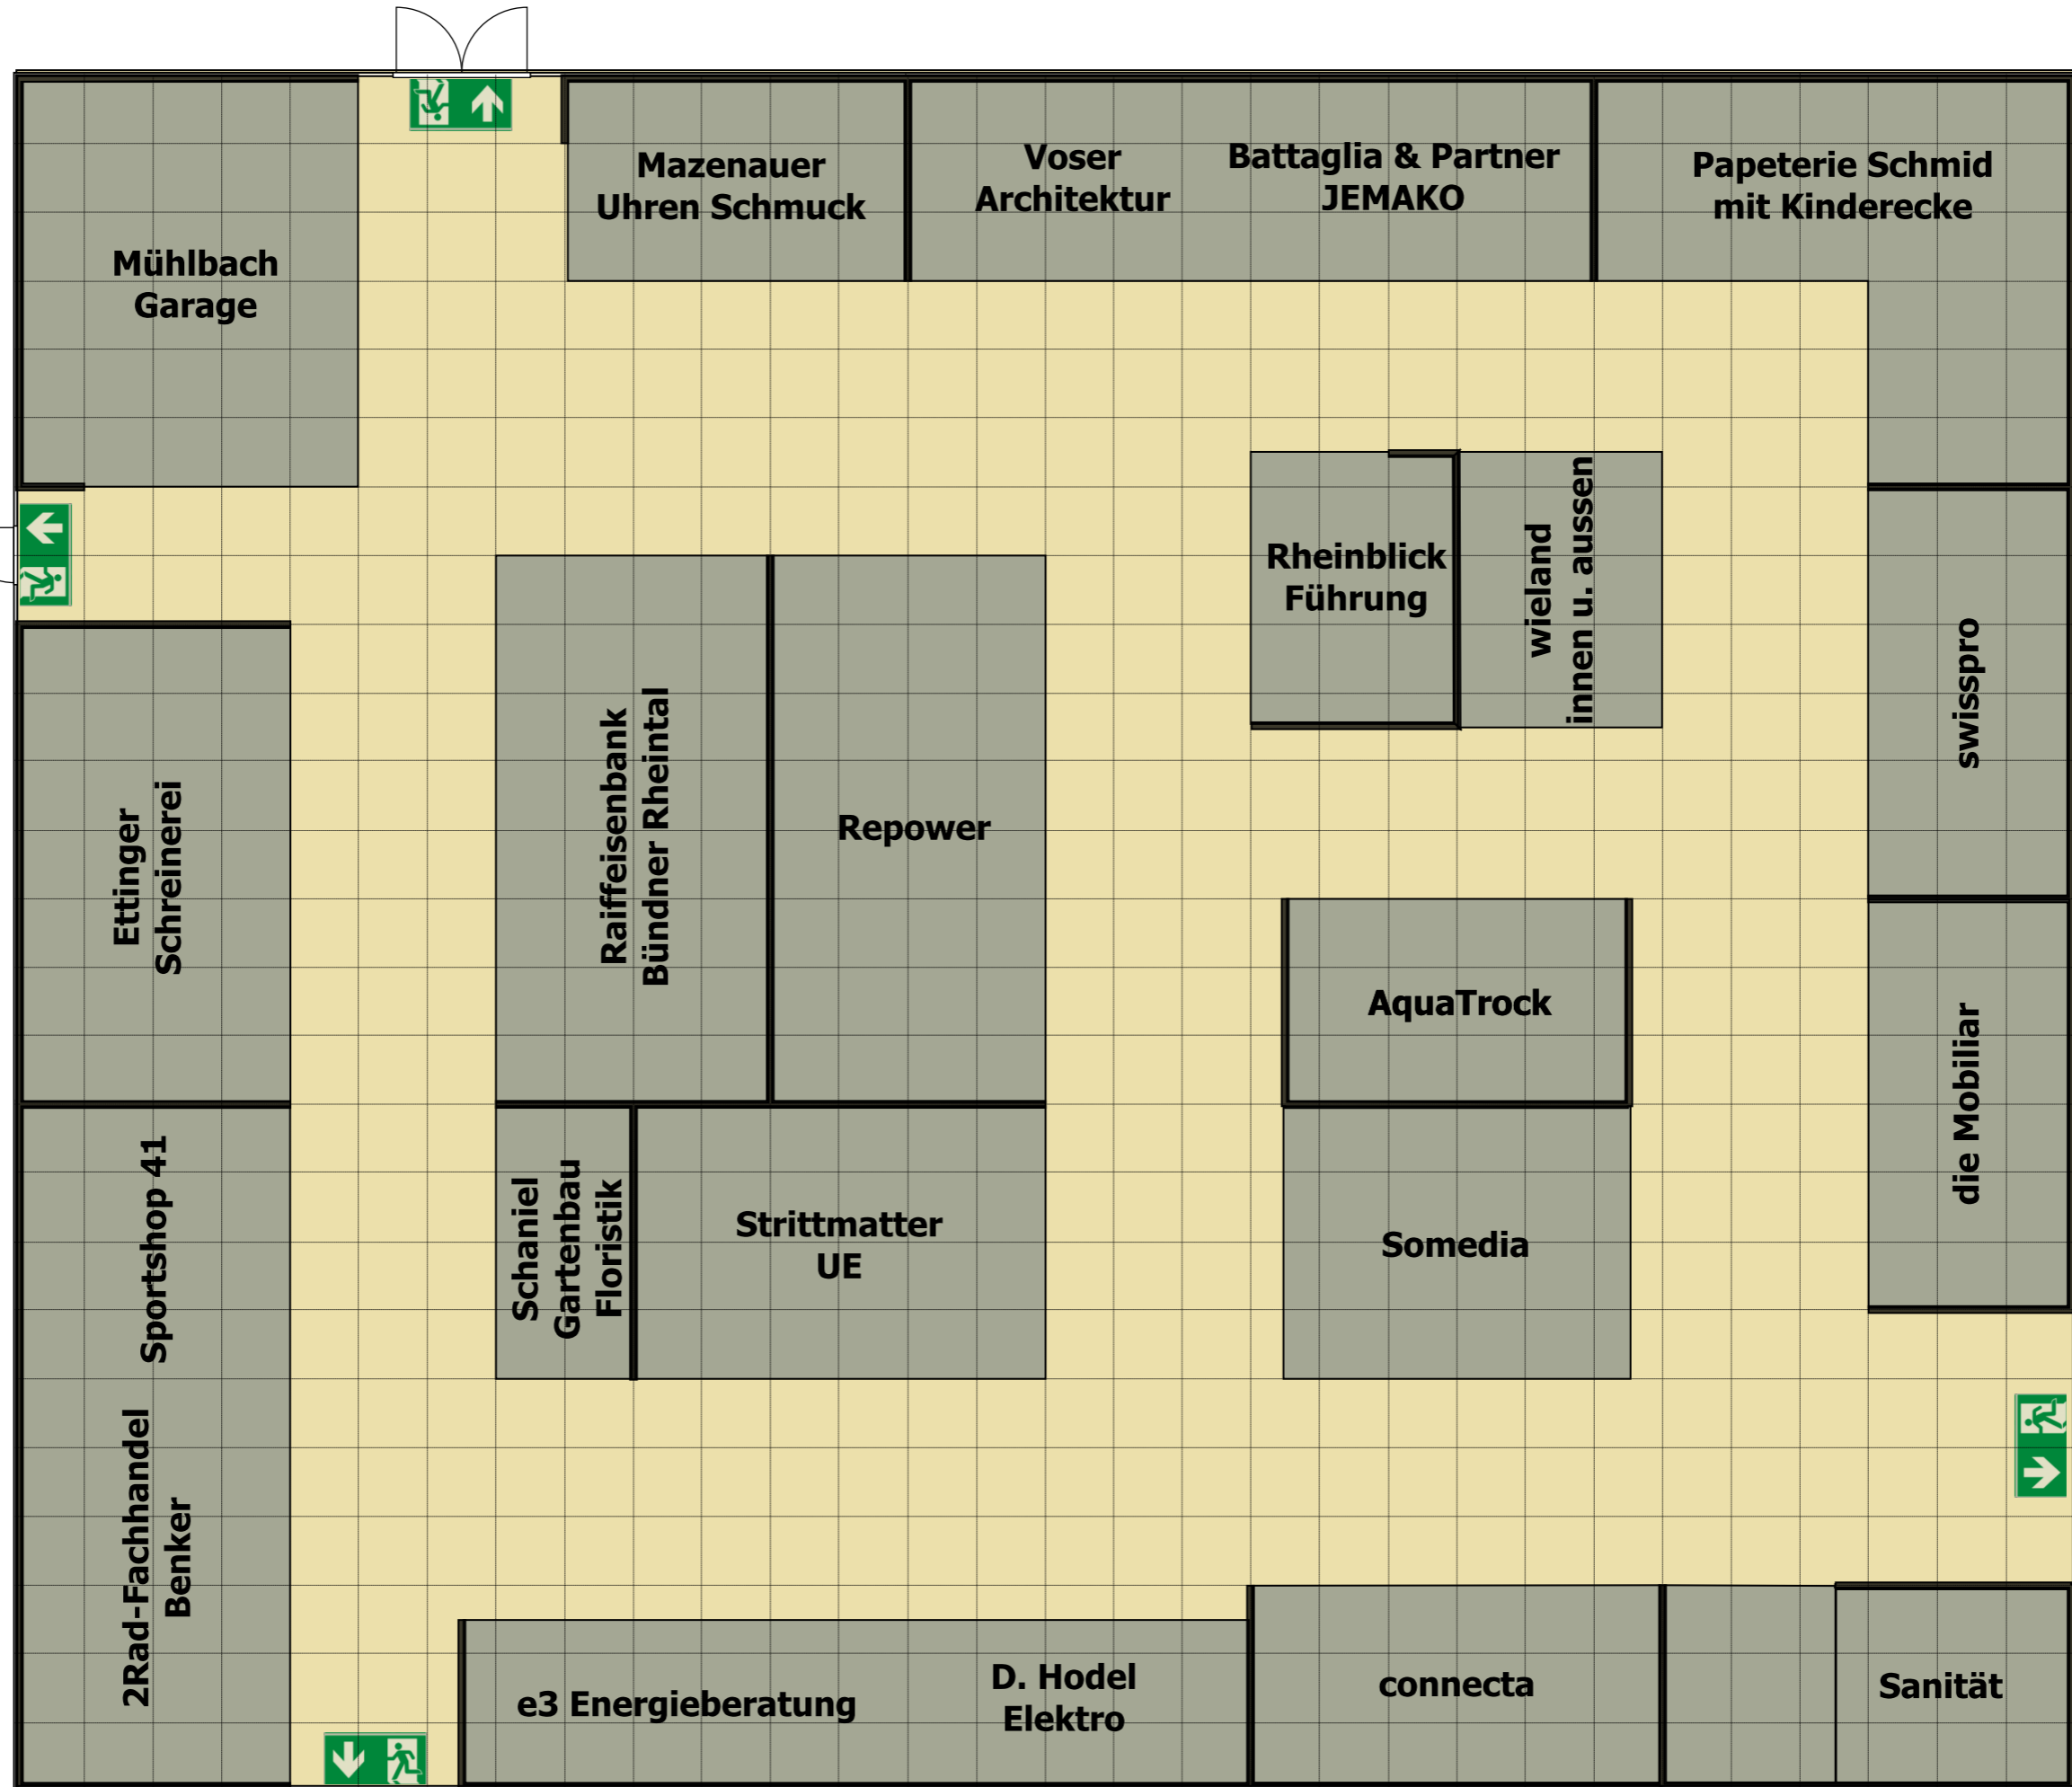 Mazenauer
Uhren Schmuck
Voser
Architektur
Battaglia & Partner
JEMAKO
Papeterie Schmid
mit Kinderecke
Mühlbach
Garage
Rheinblick
Führung
wieland
innen u. aussen
swisspro
Ettinger
Schreinerei
Raiffeisenbank
Bündner Rheintal
Repower
AquaTrock
die Mobiliar
Sportshop 41
Schaniel
Gartenbau
Floristik
Strittmatter
UE
Somedia
2Rad-Fachhandel
Benker
e3 Energieberatung
D. Hodel
Elektro
connecta
Sanität